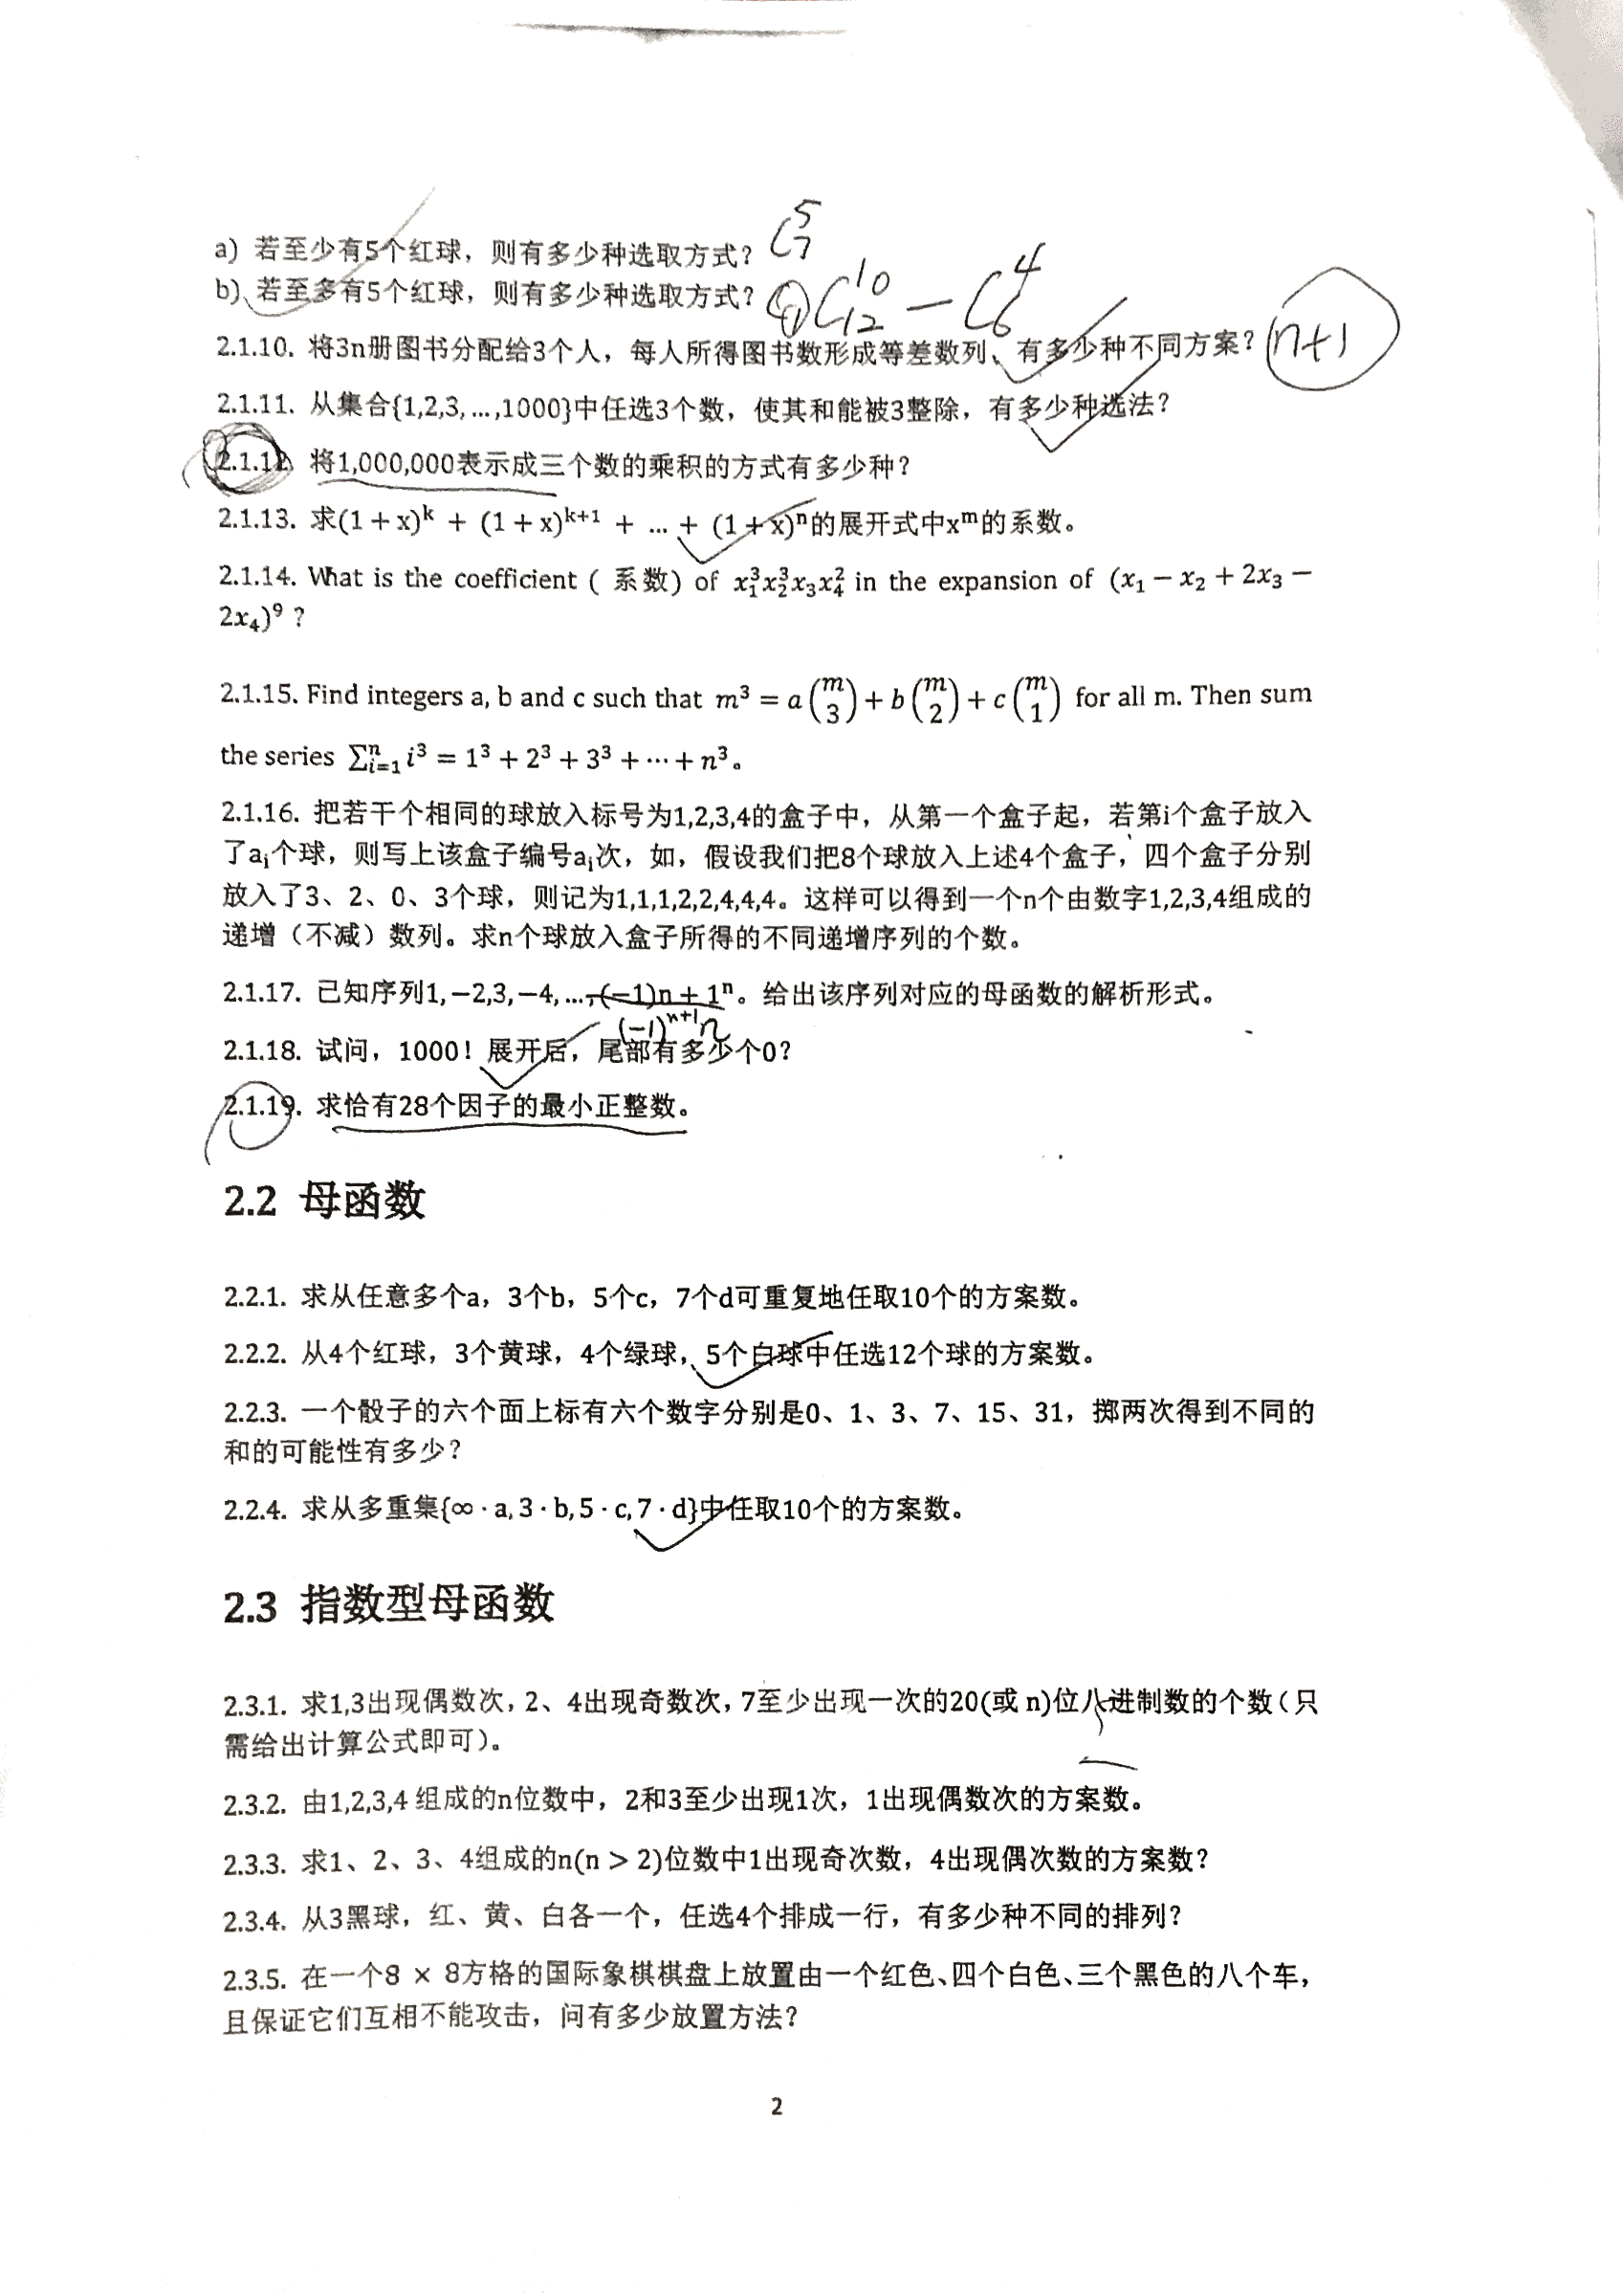 a) 若至少有5个红球，则有多少种选取方式？ C_7^5
b) 若至多有5个红球，则有多少种选取方式？ C_{12}^{10} − C_6^4
2.1.10. 将3n册图书分配给3个人，每人所得图书数形成等差数列、有多少种不同方案？ n+1
2.1.11. 从集合{1,2,3, … ,1000}中任选3个数，使其和能被3整除，有多少种选法？
2.1.12. 将1,000,000表示成三个数的乘积的方式有多少种？
2.1.13. 求(1 + x)^k + (1 + x)^{k+1} + … + (1 + x)^n的展开式中x^m的系数。
2.1.14. What is the coefficient ( 系数) of x_1^3x_2^3x_3x_4^2 in the expansion of (x_1 − x_2 + 2x_3 −
2x_4)^9 ?
2.1.15. Find integers a, b and c such that m^3 = a(m 3) + b(m 2) + c(m 1) for all m. Then sum
the series ∑_{i=1}^n i^3 = 1^3 + 2^3 + 3^3 + ⋯ + n^3。
2.1.16. 把若干个相同的球放入标号为1,2,3,4的盒子中，从第一个盒子起，若第i个盒子放入
了a_i个球，则写上该盒子编号a_i次，如，假设我们把8个球放入上述4个盒子，四个盒子分别
放入了3、2、0、3个球，则记为1,1,1,2,2,4,4,4。这样可以得到一个n个由数字1,2,3,4组成的
递增（不减）数列。求n个球放入盒子所得的不同递增序列的个数。
2.1.17. 已知序列1, −2,3, −4, … , (−1)n + 1^n。给出该序列对应的母函数的解析形式。
(−1)^{n+1}n
2.1.18. 试问，1000！展开后，尾部有多少个0？
2.1.19. 求恰有28个因子的最小正整数。
2.2 母函数
2.2.1. 求从任意多个a，3个b，5个c，7个d可重复地任取10个的方案数。
2.2.2. 从4个红球，3个黄球，4个绿球，5个白球中任选12个球的方案数。
2.2.3. 一个骰子的六个面上标有六个数字分别是0、1、3、7、15、31，掷两次得到不同的
和的可能性有多少？
2.2.4. 求从多重集{∞ · a, 3 · b, 5 · c, 7 · d}中任取10个的方案数。
2.3 指数型母函数
2.3.1. 求1,3出现偶数次，2、4出现奇数次，7至少出现一次的20(或 n)位八进制数的个数（只
需给出计算公式即可）。
2.3.2. 由1,2,3,4 组成的n位数中，2和3至少出现1次，1出现偶数次的方案数。
2.3.3. 求1、2、3、4组成的n(n > 2)位数中1出现奇次数，4出现偶次数的方案数？
2.3.4. 从3黑球，红、黄、白各一个，任选4个排成一行，有多少种不同的排列？
2.3.5. 在一个8 × 8方格的国际象棋棋盘上放置由一个红色、四个白色、三个黑色的八个车，
且保证它们互相不能攻击，问有多少放置方法？
2